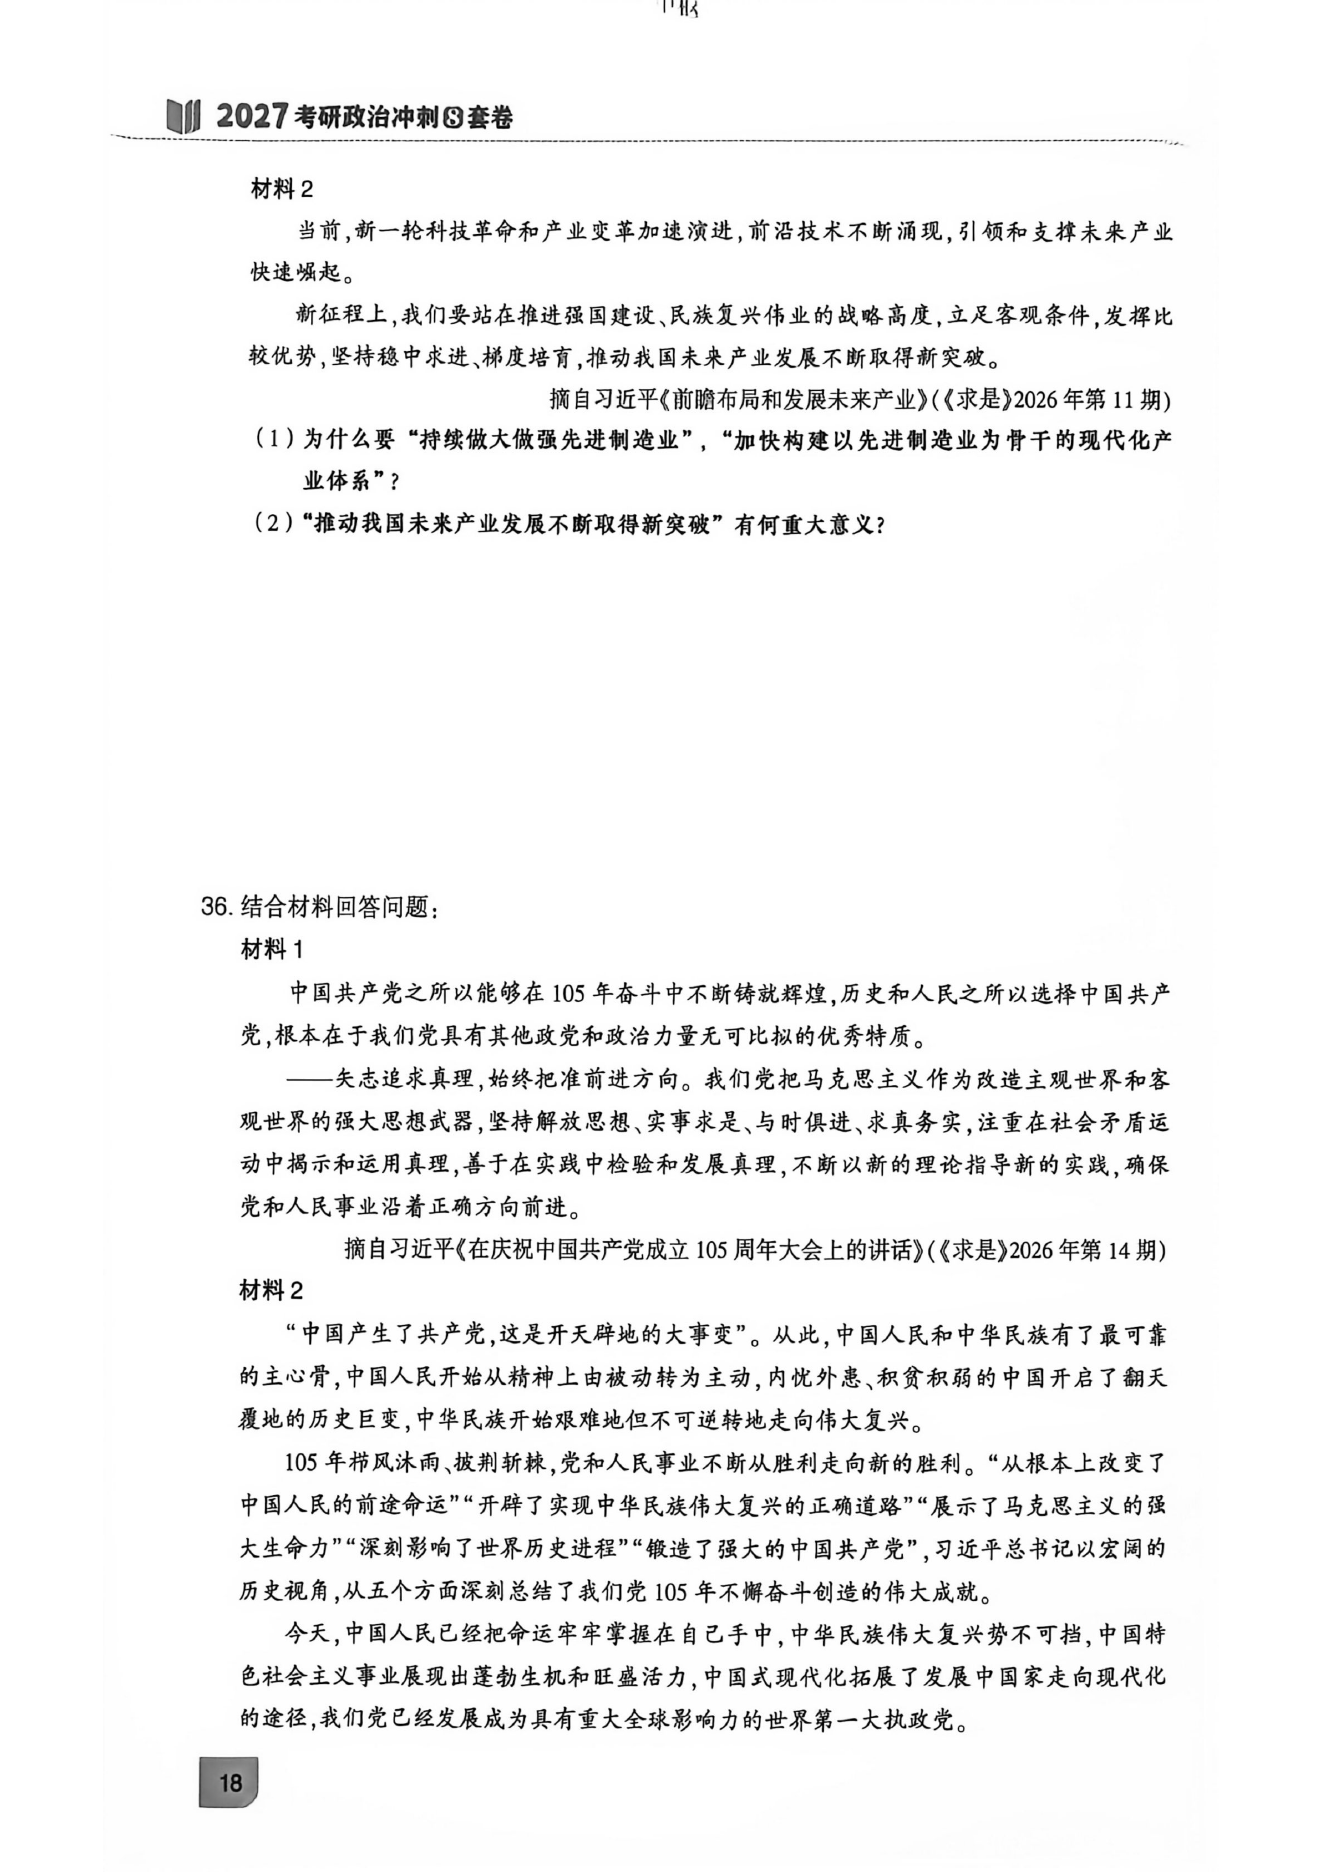 2027考研政治冲刺8套卷
材料2
当前,新一轮科技革命和产业变革加速演进,前沿技术不断涌现,引领和支撑未来产业
快速崛起。
新征程上,我们要站在推进强国建设、民族复兴伟业的战略高度,立足客观条件,发挥比
较优势,坚持稳中求进、梯度培育,推动我国未来产业发展不断取得新突破。
摘自习近平《前瞻布局和发展未来产业》(《求是》2026年第11期)
(1)为什么要“持续做大做强先进制造业”,“加快构建以先进制造业为骨干的现代化产
业体系”?
(2)“推动我国未来产业发展不断取得新突破”有何重大意义?
36. 结合材料回答问题:
材料1
中国共产党之所以能够在105年奋斗中不断铸就辉煌,历史和人民之所以选择中国共产
党,根本在于我们党具有其他政党和政治力量无可比拟的优秀特质。
——矢志追求真理,始终把准前进方向。我们党把马克思主义作为改造主观世界和客
观世界的强大思想武器,坚持解放思想、实事求是、与时俱进、求真务实,注重在社会矛盾运
动中揭示和运用真理,善于在实践中检验和发展真理,不断以新的理论指导新的实践,确保
党和人民事业沿着正确方向前进。
摘自习近平《在庆祝中国共产党成立105周年大会上的讲话》(《求是》2026年第14期)
材料2
“中国产生了共产党,这是开天辟地的大事变”。从此,中国人民和中华民族有了最可靠
的主心骨,中国人民开始从精神上由被动转为主动,内忧外患、积贫积弱的中国开启了翻天
覆地的历史巨变,中华民族开始艰难地但不可逆转地走向伟大复兴。
105年栉风沐雨、披荆斩棘,党和人民事业不断从胜利走向新的胜利。“从根本上改变了
中国人民的前途命运”“开辟了实现中华民族伟大复兴的正确道路”“展示了马克思主义的强
大生命力”“深刻影响了世界历史进程”“锻造了强大的中国共产党”,习近平总书记以宏阔的
历史视角,从五个方面深刻总结了我们党105年不懈奋斗创造的伟大成就。
今天,中国人民已经把命运牢牢掌握在自己手中,中华民族伟大复兴势不可挡,中国特
色社会主义事业展现出蓬勃生机和旺盛活力,中国式现代化拓展了发展中国家走向现代化
的途径,我们党已经发展成为具有重大全球影响力的世界第一大执政党。
18